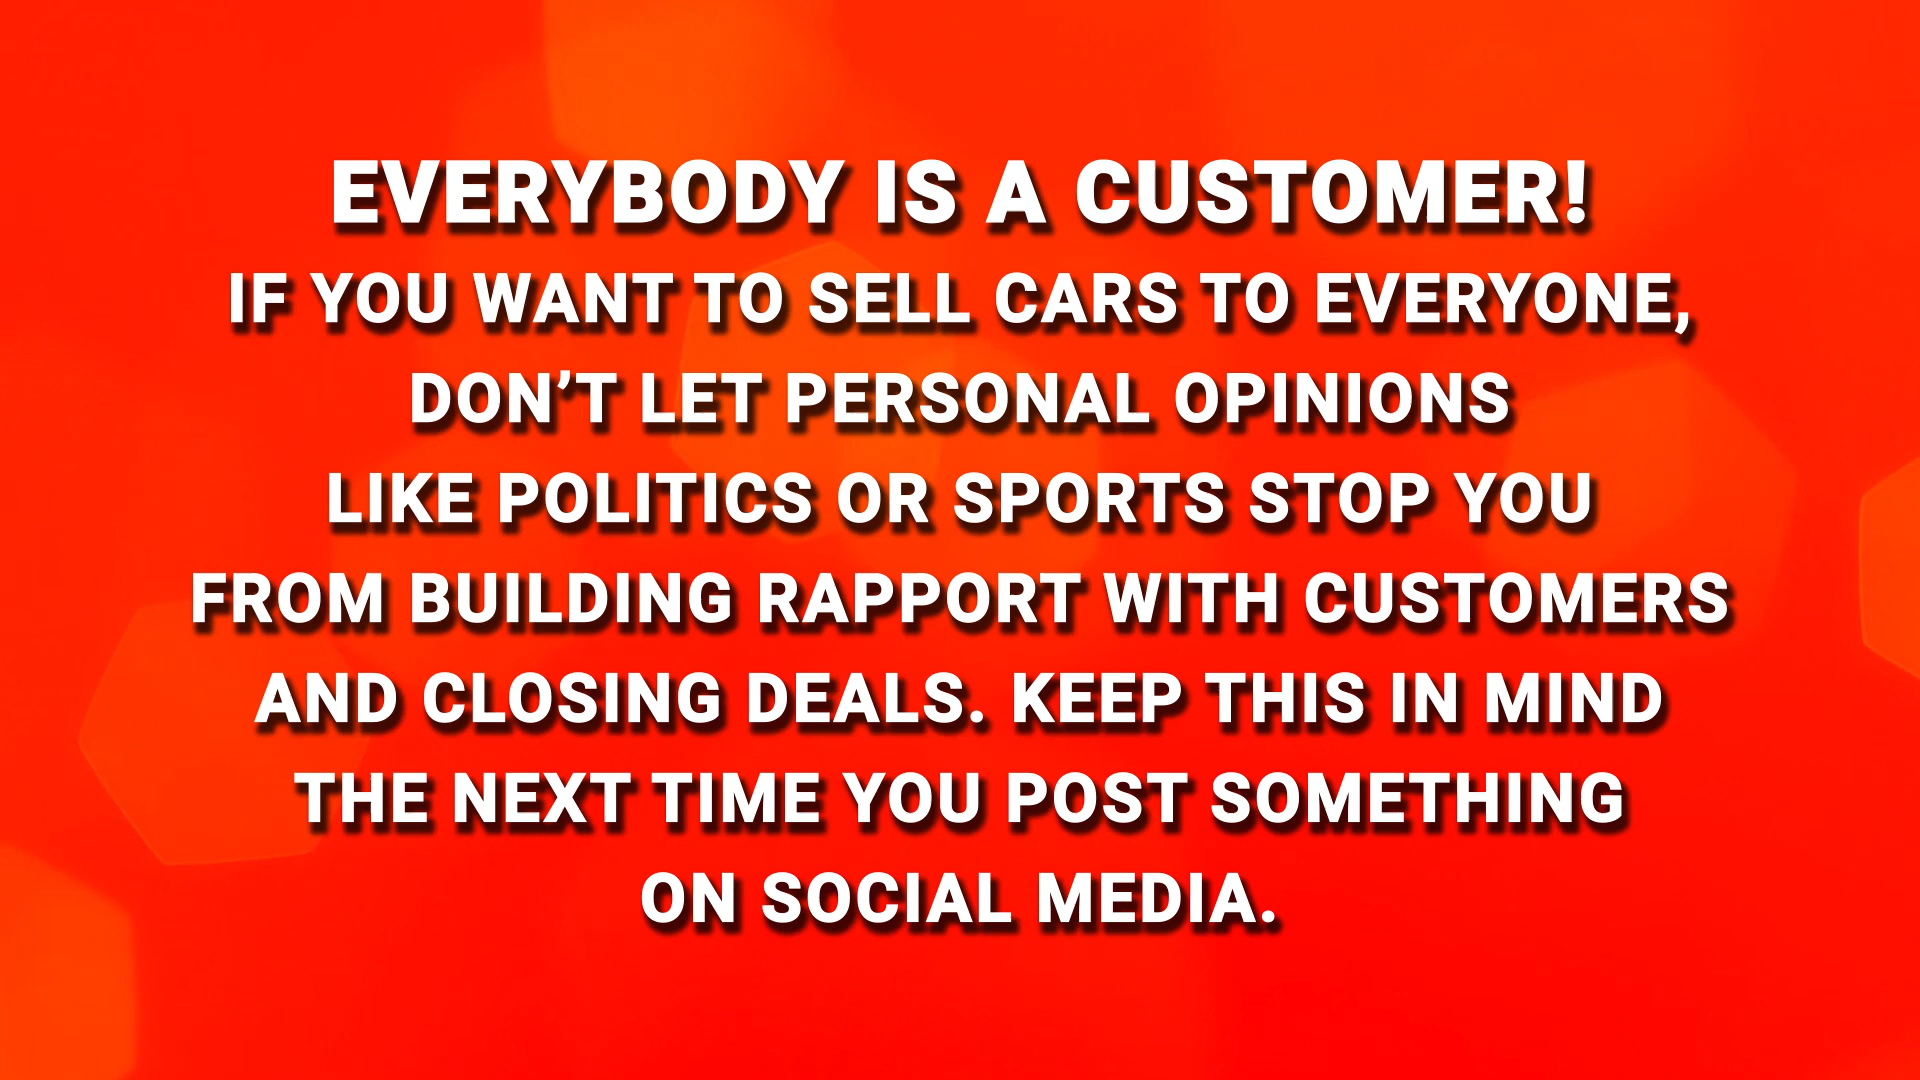 EVERYBODY IS A CUSTOMER!
IF YOU WANT TO SELL CARS TO EVERYONE,
DON’T LET PERSONAL OPINIONS
LIKE POLITICS OR SPORTS STOP YOU
FROM BUILDING RAPPORT WITH CUSTOMERS
AND CLOSING DEALS. KEEP THIS IN MIND
THE NEXT TIME YOU POST SOMETHING
ON SOCIAL MEDIA.